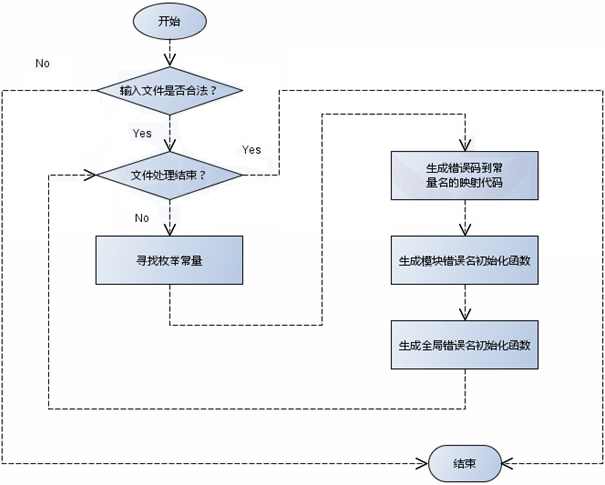 开始
No
输入文件是否合法？
Yes
Yes
文件处理结束？
No
寻找枚举常量
生成错误码到常
量名的映射代码
生成模块错误名初始化函数
生成全局错误名初始化函数
结束